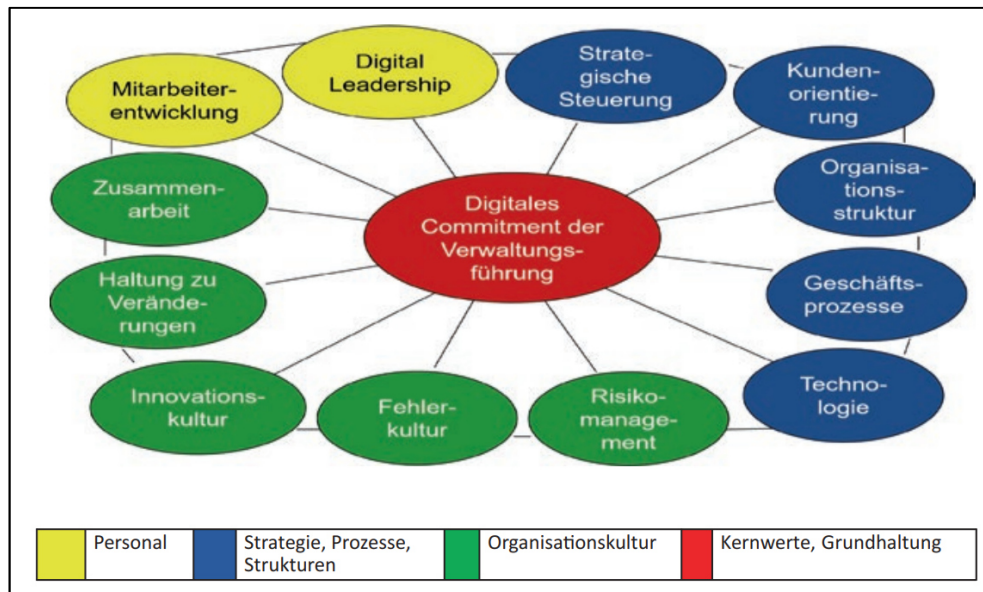 Mitarbeiter-
entwicklung
Digital
Leadership
Strate-
gische
Steuerung
Kunden-
orientie-
rung
Zusammen-
arbeit
Digitales
Commitment der
Verwaltungs-
führung
Organisa-
tions-
struktur
Haltung zu
Verände-
rungen
Geschäfts-
prozesse
Innovations-
kultur
Fehler-
kultur
Risiko-
manage-
ment
Techno-
logie
Personal
Strategie, Prozesse,
Strukturen
Organisationskultur
Kernwerte, Grundhaltung